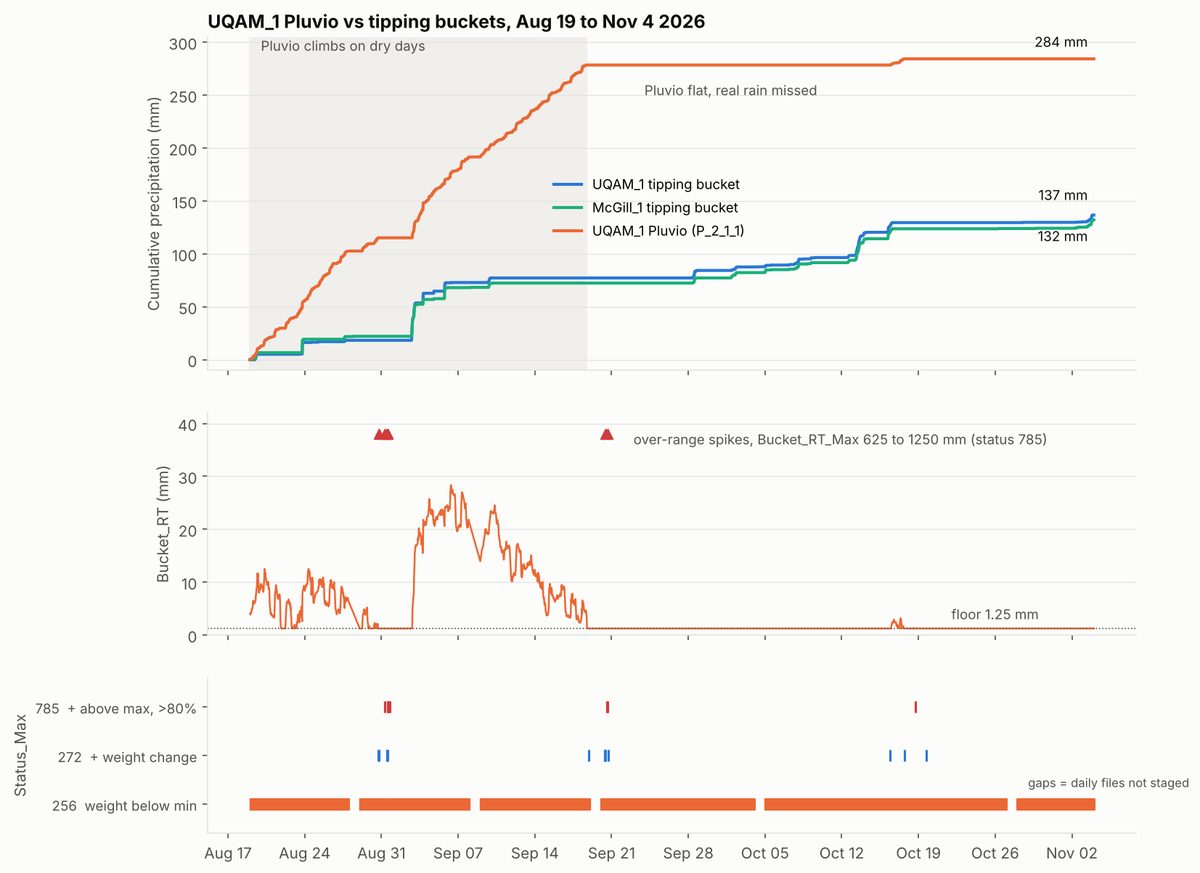 UQAM_1 Pluvio vs tipping buckets, Aug 19 to Nov 4 2026
Cumulative precipitation (mm)
300
250
200
150
100
50
0
Pluvio climbs on dry days
284 mm
Pluvio flat, real rain missed
UQAM_1 tipping bucket
McGill_1 tipping bucket
UQAM_1 Pluvio (P_2_1_1)
137 mm
132 mm
Bucket_RT (mm)
40
30
20
10
0
over-range spikes, Bucket_RT_Max 625 to 1250 mm (status 785)
floor 1.25 mm
Status_Max
785 + above max, >80%
272 + weight change
256 weight below min
gaps = daily files not staged
Aug 17 Aug 24 Aug 31 Sep 07 Sep 14 Sep 21 Sep 28 Oct 05 Oct 12 Oct 19 Oct 26 Nov 02